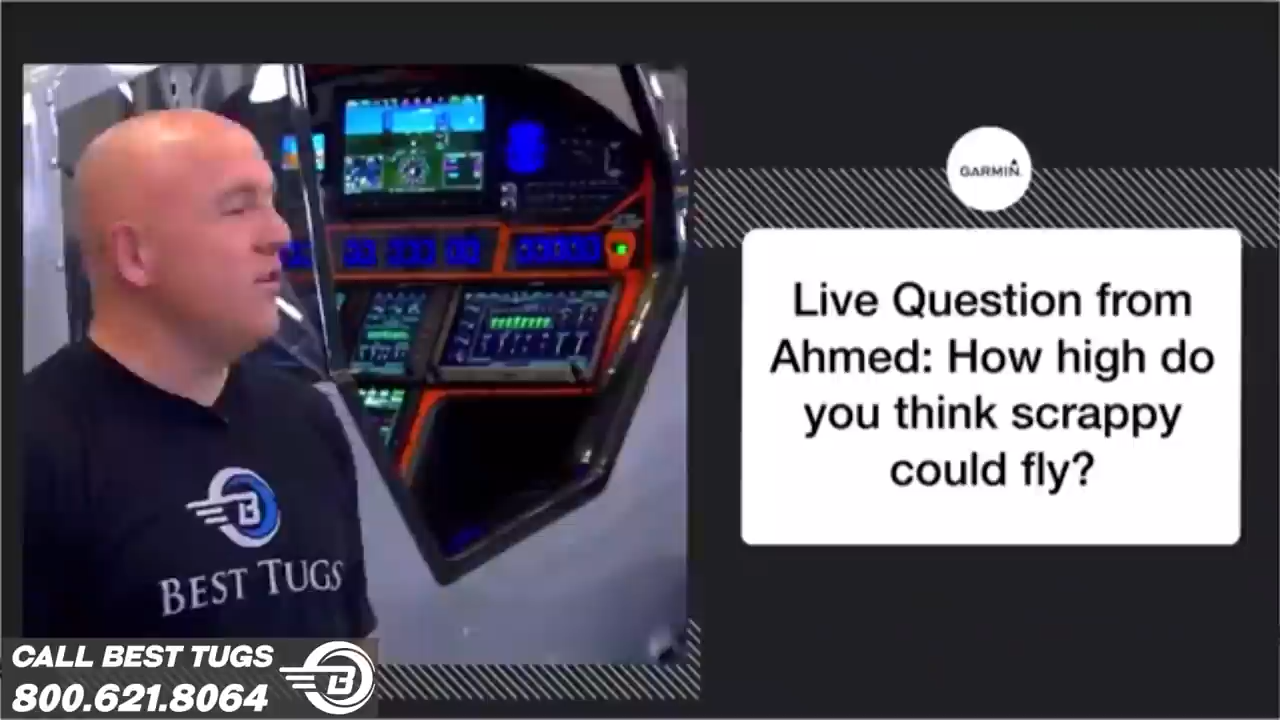 GARMIN
Live Question from
Ahmed: How high do
you think scrappy
could fly?
B
BEST TUGS
CALL BEST TUGS
800.621.8064
B